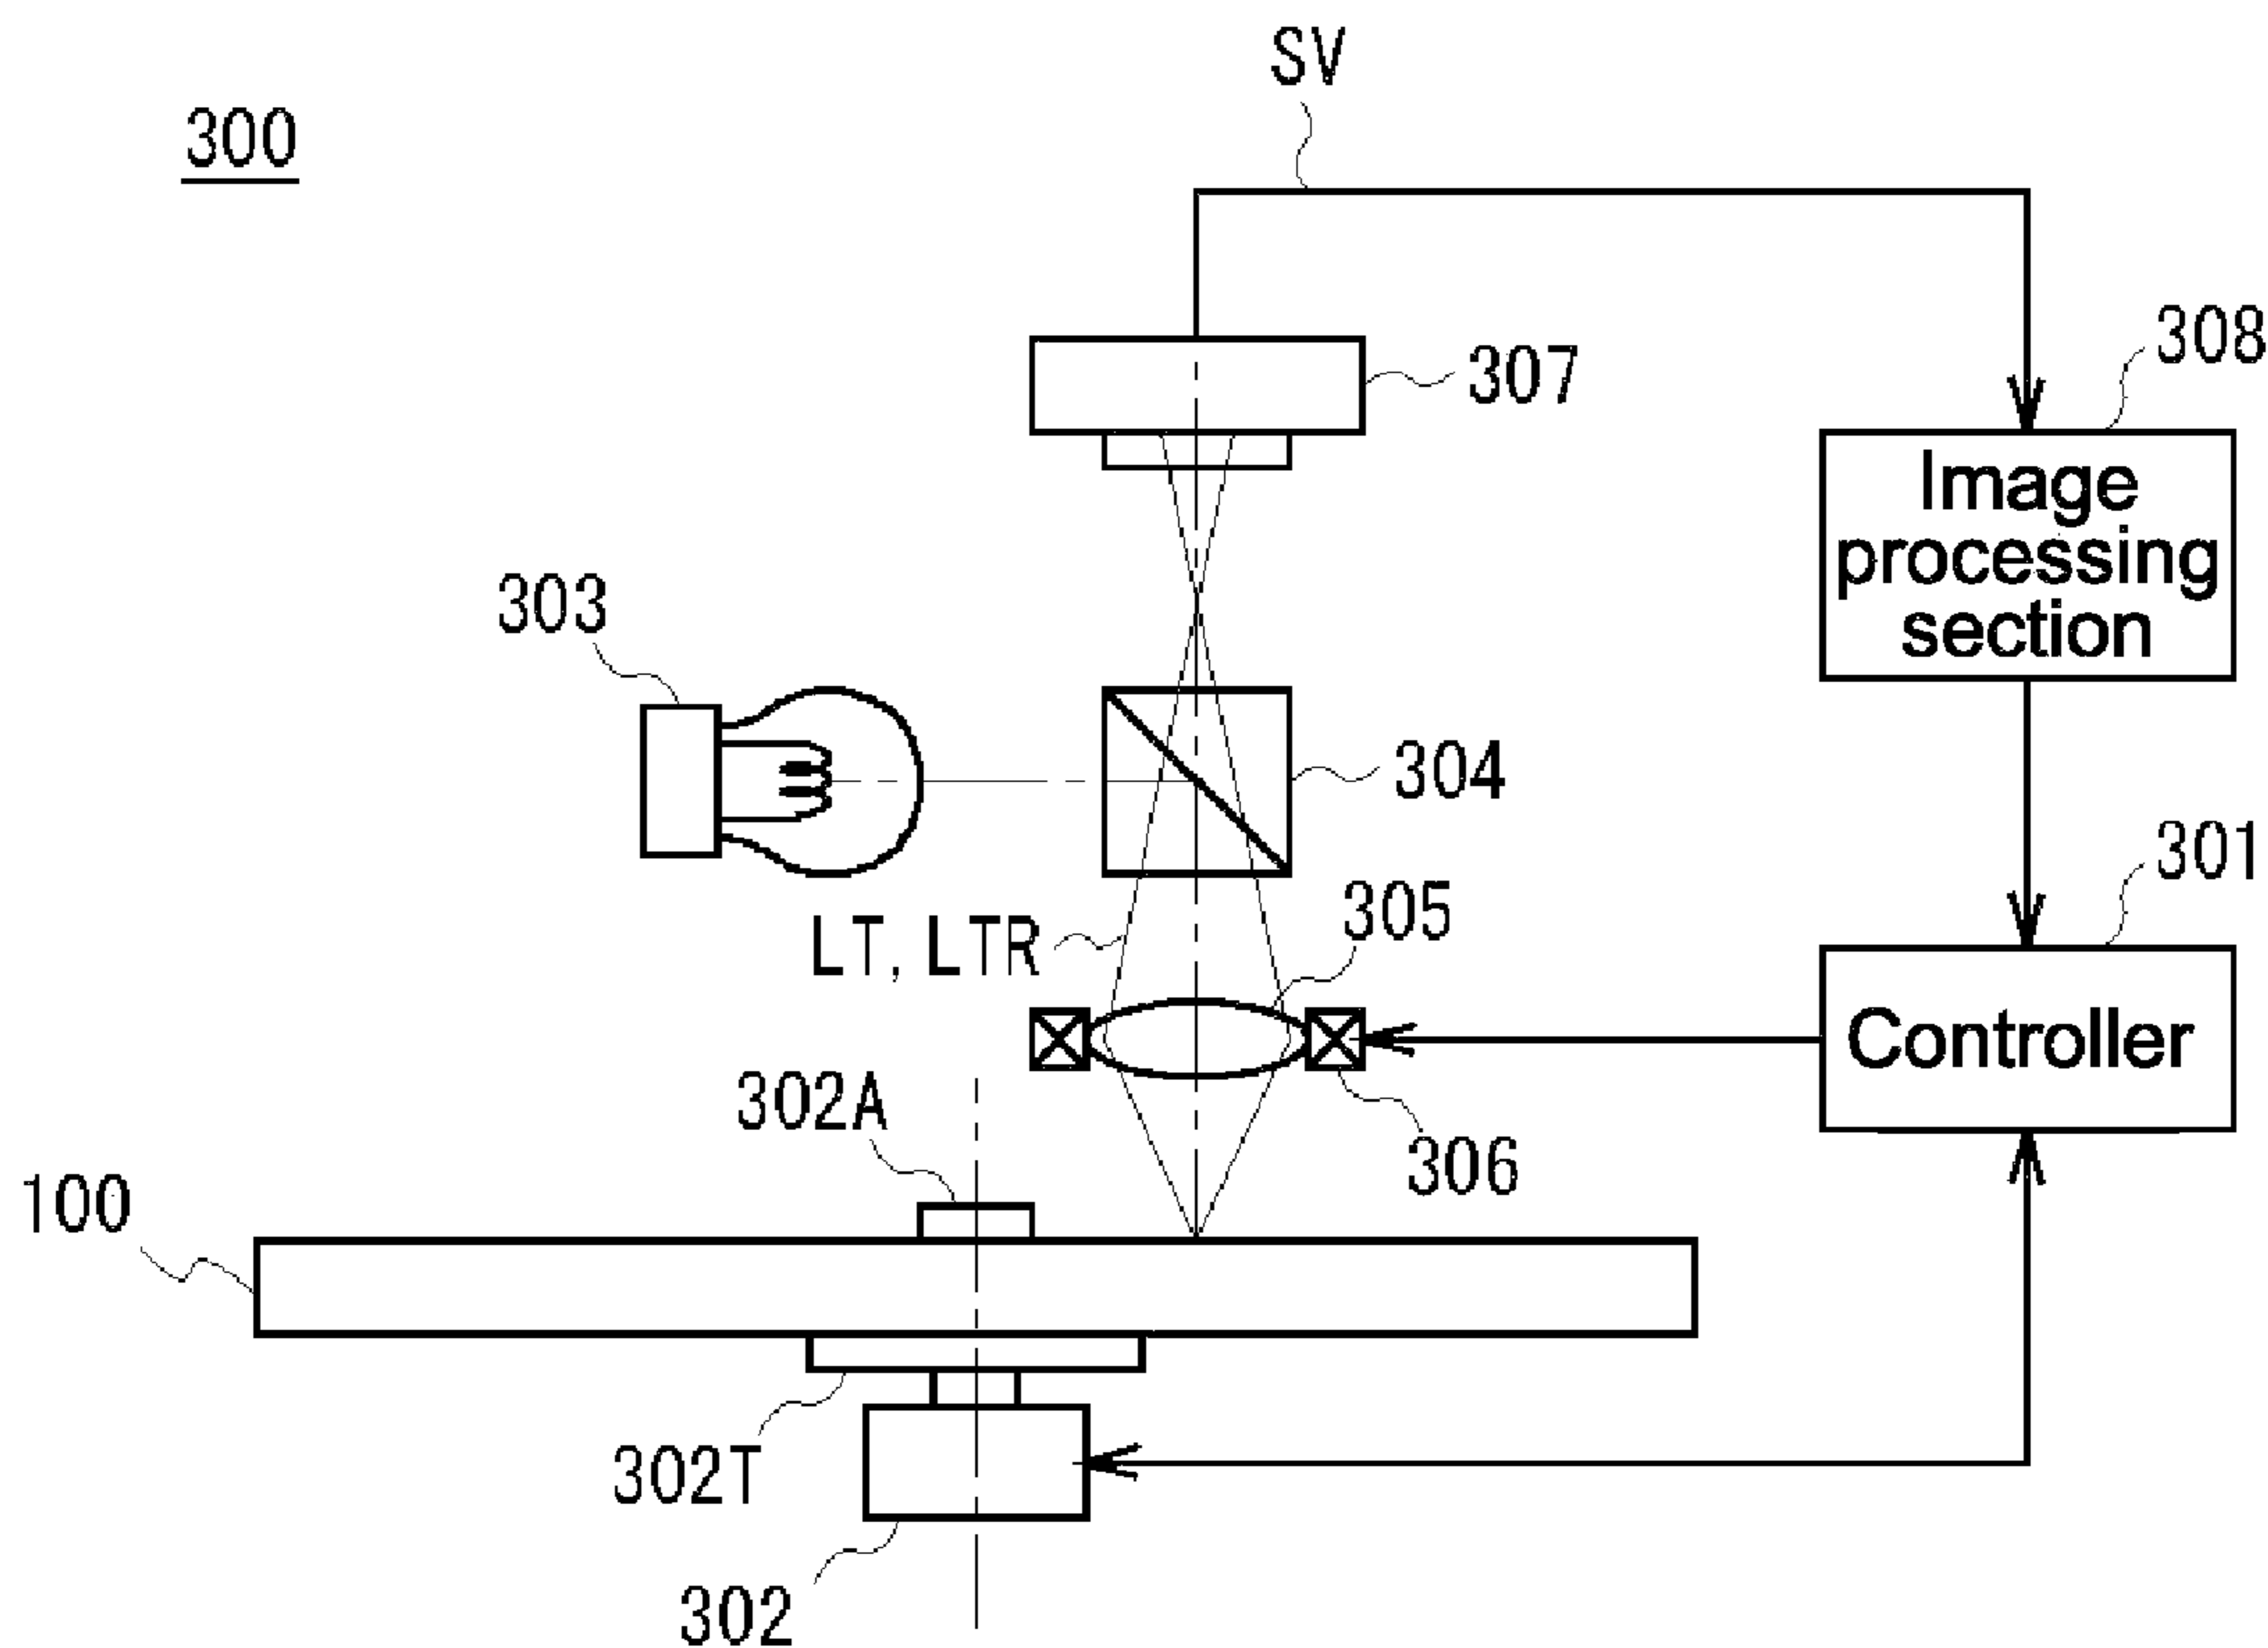 SV
300
308
307
Image
processing
section
303
304
301
305
LT, LTR
Controller
302A
306
100
302T
302